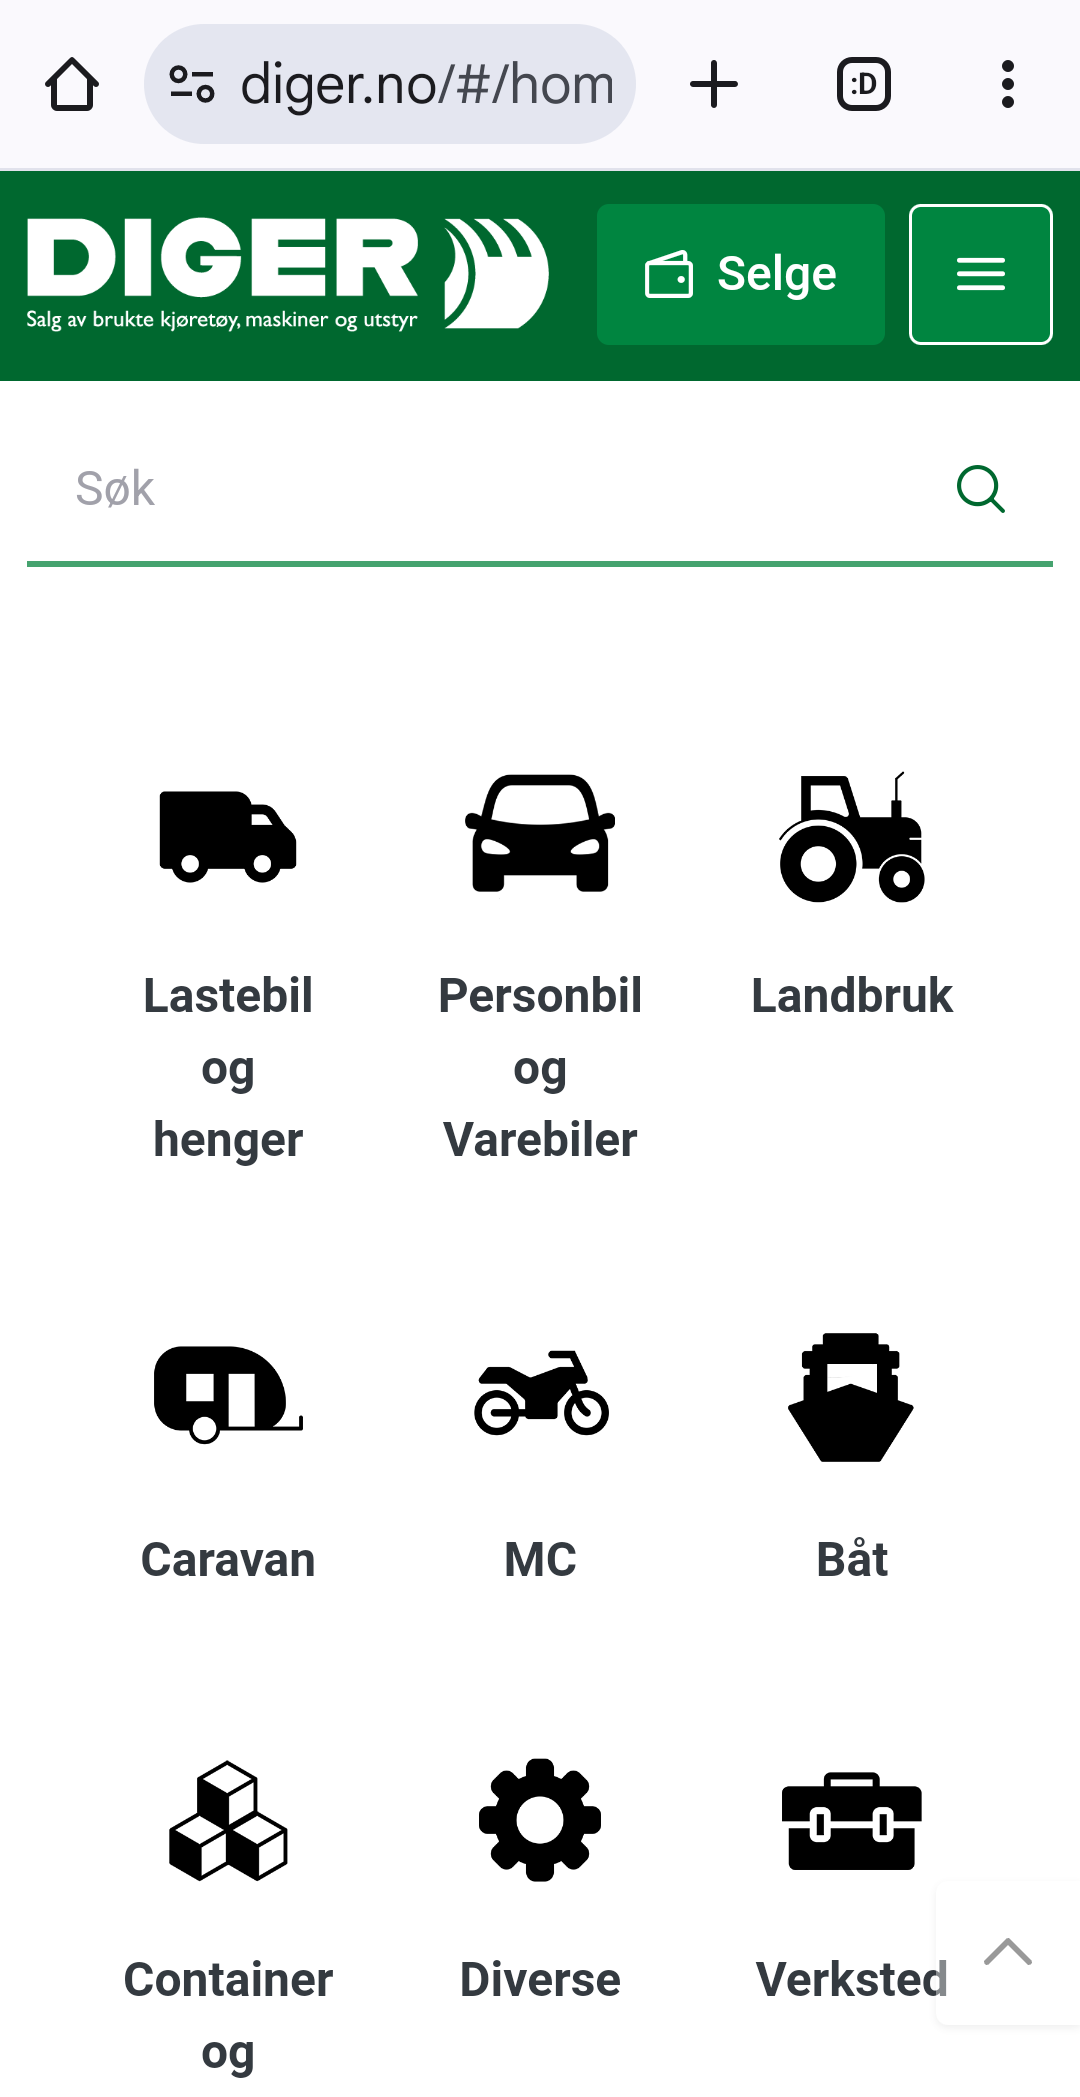 diger.no/#/hom
:D
DIGER
Salg av brukte kjøretøy, maskiner og utstyr
Selge
Søk
Lastebil
og
henger
Personbil
og
Varebiler
Landbruk
Caravan
MC
Båt
Container
og
Diverse
Verksted